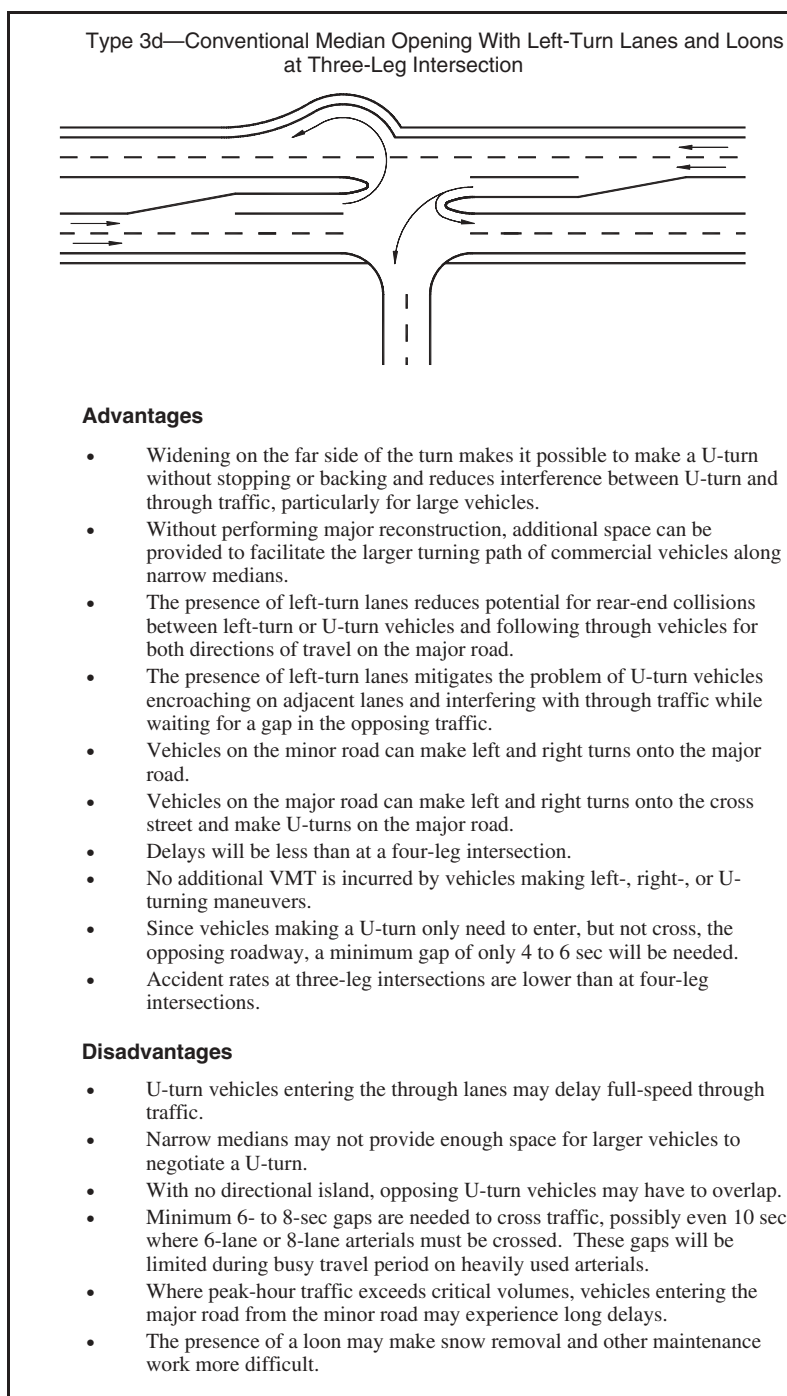 Type 3d—Conventional Median Opening With Left-Turn Lanes and Loons
at Three-Leg Intersection
Advantages
• Widening on the far side of the turn makes it possible to make a U-turn
without stopping or backing and reduces interference between U-turn and
through traffic, particularly for large vehicles.
• Without performing major reconstruction, additional space can be
provided to facilitate the larger turning path of commercial vehicles along
narrow medians.
• The presence of left-turn lanes reduces potential for rear-end collisions
between left-turn or U-turn vehicles and following through vehicles for
both directions of travel on the major road.
• The presence of left-turn lanes mitigates the problem of U-turn vehicles
encroaching on adjacent lanes and interfering with through traffic while
waiting for a gap in the opposing traffic.
• Vehicles on the minor road can make left and right turns onto the major
road.
• Vehicles on the major road can make left and right turns onto the cross
street and make U-turns on the major road.
• Delays will be less than at a four-leg intersection.
• No additional VMT is incurred by vehicles making left-, right-, or U-
turning maneuvers.
• Since vehicles making a U-turn only need to enter, but not cross, the
opposing roadway, a minimum gap of only 4 to 6 sec will be needed.
• Accident rates at three-leg intersections are lower than at four-leg
intersections.
Disadvantages
• U-turn vehicles entering the through lanes may delay full-speed through
traffic.
• Narrow medians may not provide enough space for larger vehicles to
negotiate a U-turn.
• With no directional island, opposing U-turn vehicles may have to overlap.
• Minimum 6- to 8-sec gaps are needed to cross traffic, possibly even 10 sec
where 6-lane or 8-lane arterials must be crossed. These gaps will be
limited during busy travel period on heavily used arterials.
• Where peak-hour traffic exceeds critical volumes, vehicles entering the
major road from the minor road may experience long delays.
• The presence of a loon may make snow removal and other maintenance
work more difficult.